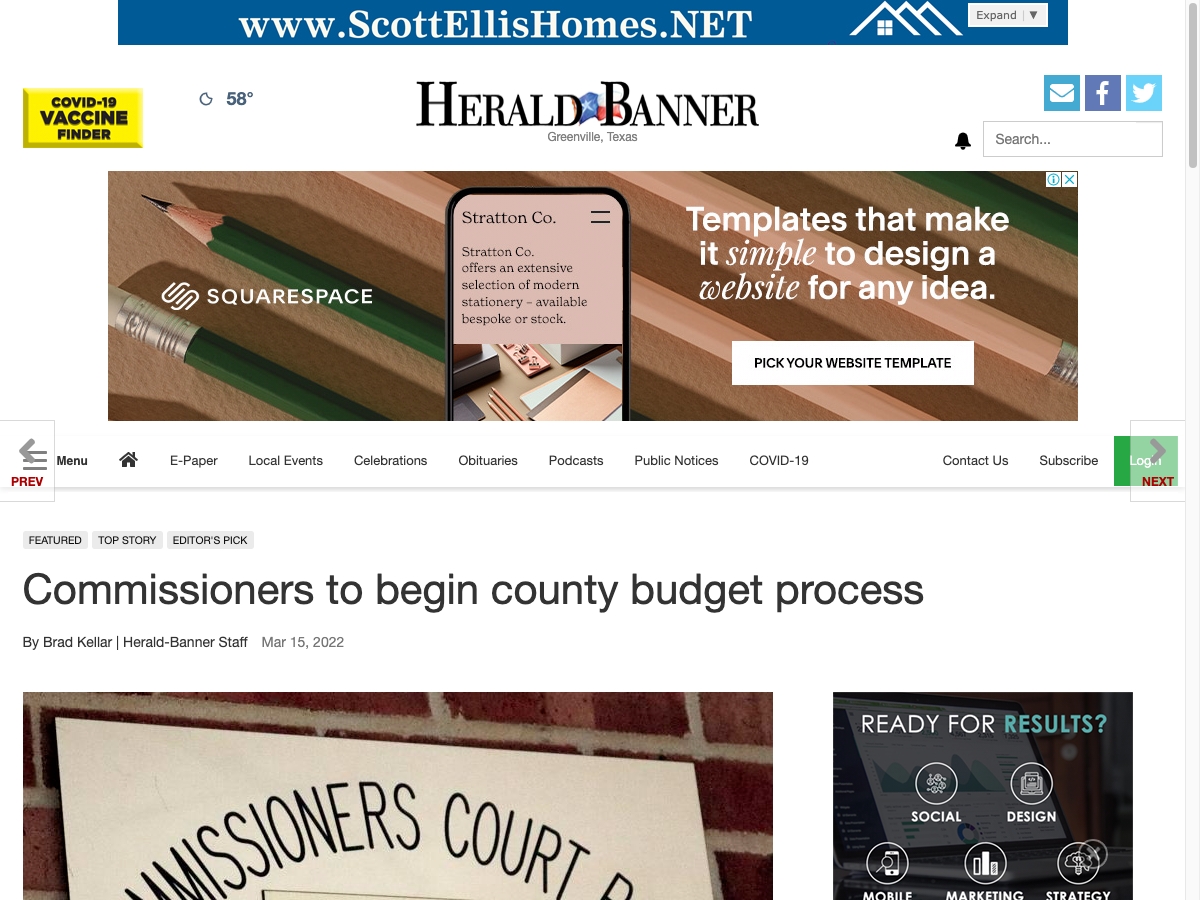 www.ScottEllisHomes.NET
Expand ▼
COVID-19
VACCINE
FINDER
58°
HERALD BANNER
Greenville, Texas
Search...
Stratton Co.
Stratton Co.
offers an extensive
selection of modern
stationery – available
bespoke or stock.
SQUARESPACE
Templates that make
it simple to design a
website for any idea.
PICK YOUR WEBSITE TEMPLATE
PREV
Menu
E-Paper
Local Events
Celebrations
Obituaries
Podcasts
Public Notices
COVID-19
Contact Us
Subscribe
Login
NEXT
FEATURED
TOP STORY
EDITOR'S PICK
Commissioners to begin county budget process
By Brad Kellar | Herald-Banner Staff Mar 15, 2022
COMMISSIONERS COURT
READY FOR RESULTS?
SOCIAL
DESIGN
MOBILE
MARKETING
STRATEGY